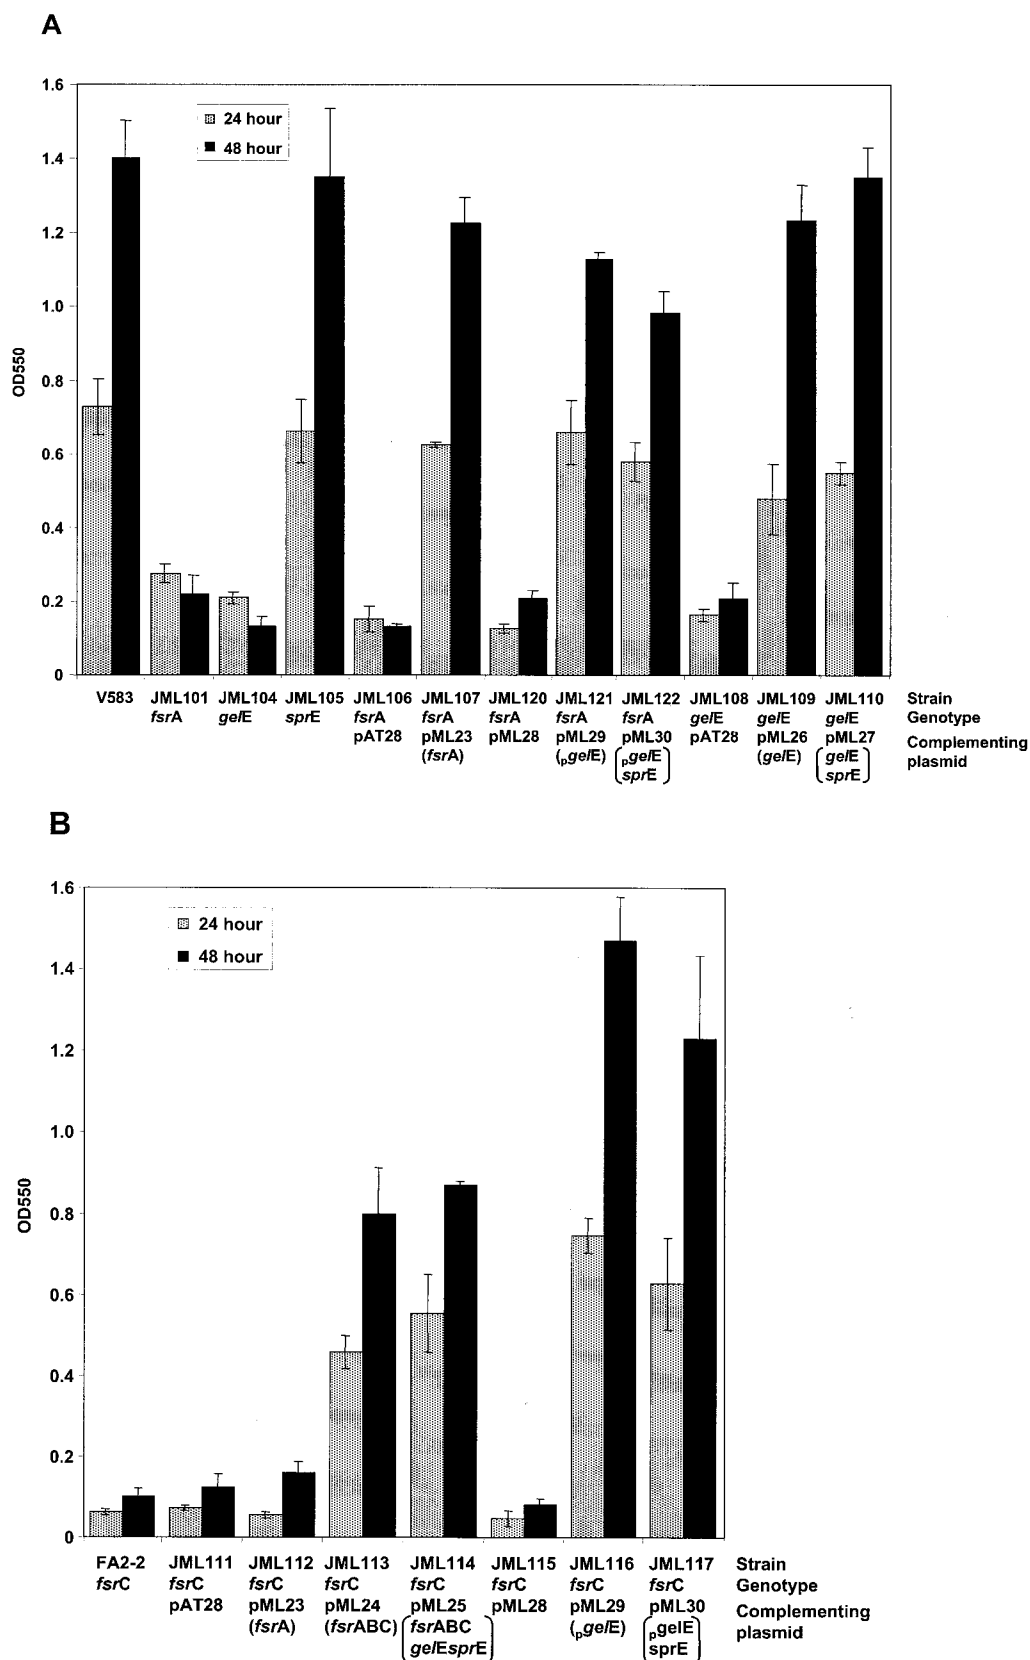 A
1.6
1.4
1.2
1.0
0.8
0.6
0.4
0.2
0
OD550
24 hour
48 hour
V583 JML101 JML104 JML105 JML106 JML107 JML120 JML121 JML122 JML108 JML109 JML110 Strain
fsrA gelE sprE fsrA fsrA fsrA fsrA fsrA gelE gelE gelE Genotype
pAT28 pML23 pML28 pML29 pML30 pAT28 pML26 pML27 Complementing
(fsrA) (pgelE) pgelE (gelE) gelE plasmid
sprE sprE
B
1.6
1.4
1.2
1.0
0.8
0.6
0.4
0.2
0
OD550
24 hour
48 hour
FA2-2 JML111 JML112 JML113 JML114 JML115 JML116 JML117 Strain
fsrC fsrC fsrC fsrC fsrC fsrC fsrC fsrC Genotype
pAT28 pML23 pML24 pML25 pML28 pML29 pML30 Complementing
(fsrA) (fsrABC) fsrABC (pgelE) pgelE plasmid
gelEsprE sprE